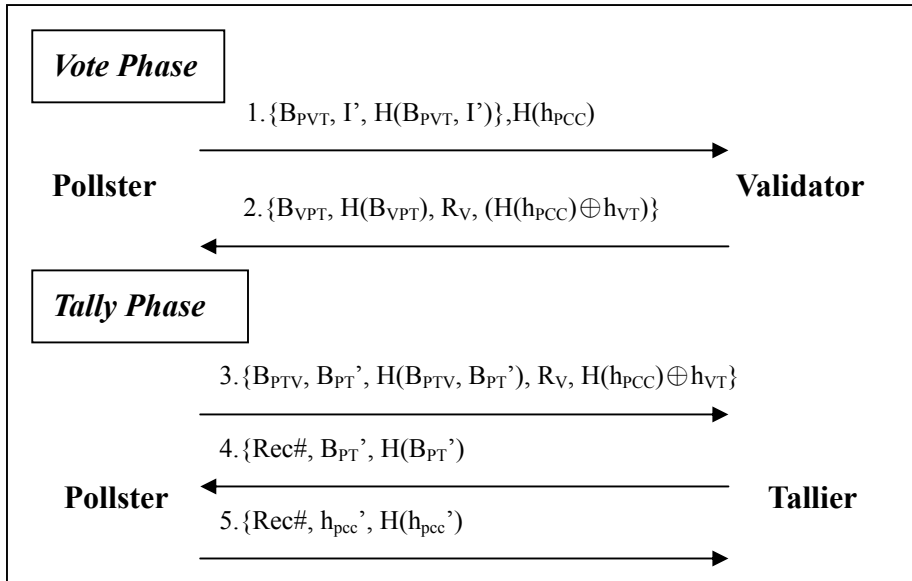 Vote Phase
1.{B_PVT, I’, H(B_PVT, I’)},H(h_PCC)
Pollster Validator
2.{B_VPT, H(B_VPT), R_V, (H(h_PCC)⊕h_VT)}
Tally Phase
3.{B_PTV, B_PT’, H(B_PTV, B_PT’), R_V, H(h_PCC)⊕h_VT}
4.{Rec#, B_PT’, H(B_PT’)
Pollster Tallier
5.{Rec#, h_pcc’, H(h_pcc’)